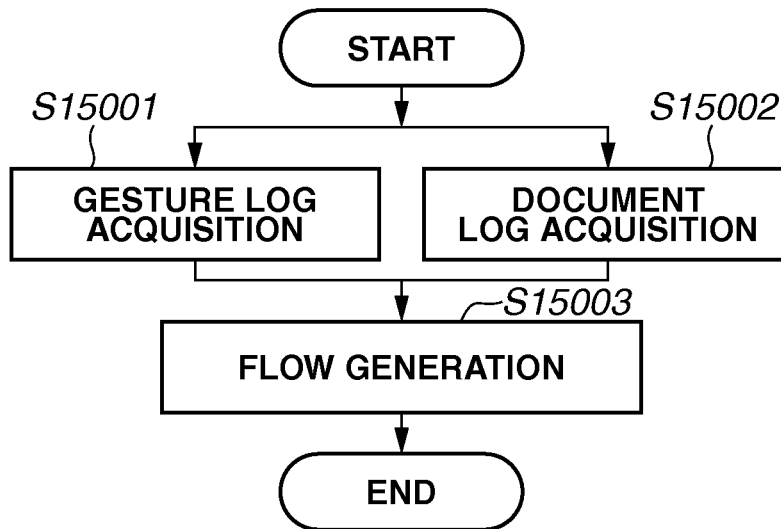 START
S15001
S15002
GESTURE LOG
ACQUISITION
DOCUMENT
LOG ACQUISITION
S15003
FLOW GENERATION
END